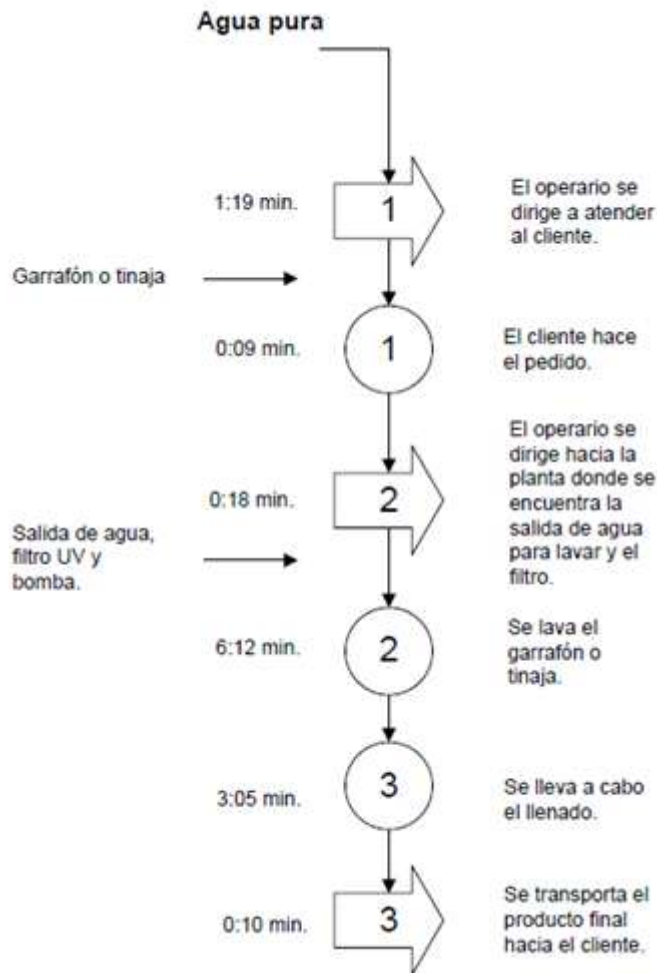 Agua pura
1:19 min.
1
El operario se
dirige a atender
al cliente.
Garrafón o tinaja
0:09 min.
1
El cliente hace
el pedido.
0:18 min.
2
El operario se
dirige hacia la
planta donde se
encuentra la
salida de agua
para lavar y el
filtro.
Salida de agua,
filtro UV y
bomba.
6:12 min.
2
Se lava el
garrafón o
tinaja.
3:05 min.
3
Se lleva a cabo
el llenado.
0:10 min.
3
Se transporta el
producto final
hacia el cliente.